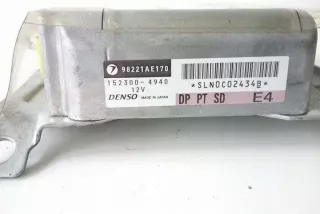 7 98221AE170
152300-4940
12V
DENSO MADE IN JAPAN
*SLN0C02434B*
DP PT SD E4